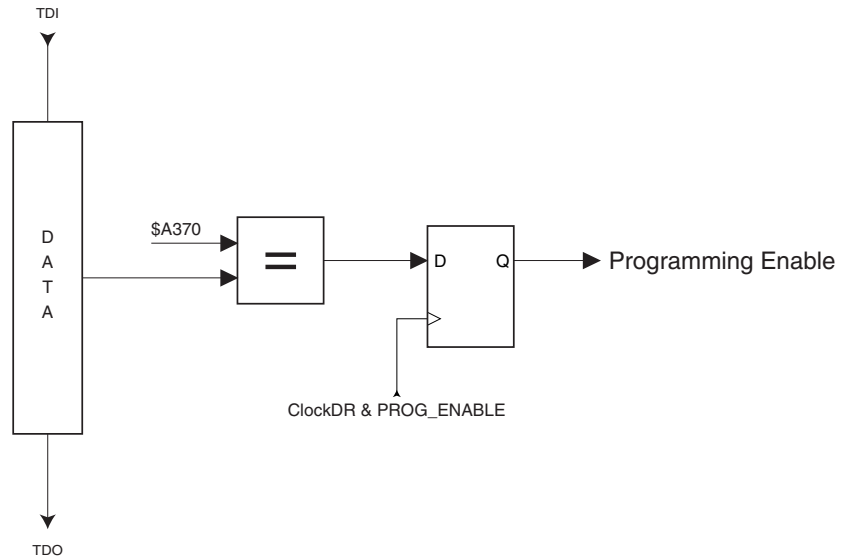 TDI
D
A
T
A
$A370
=
D
Q
Programming Enable
ClockDR & PROG_ENABLE
TDO